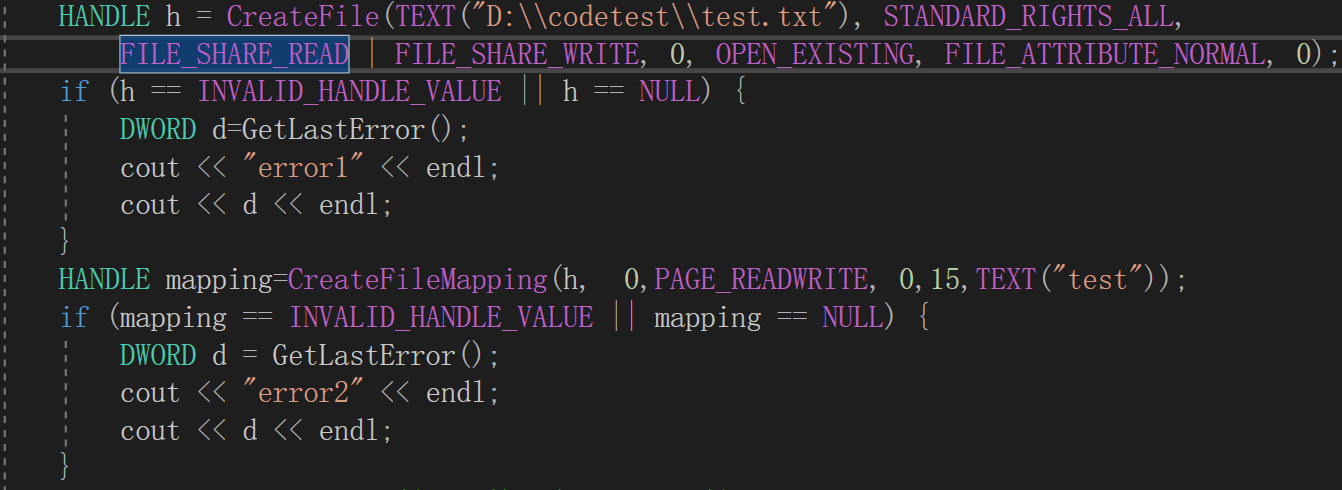 HANDLE h = CreateFile(TEXT("D:\\codetest\\test.txt"), STANDARD_RIGHTS_ALL,
FILE_SHARE_READ | FILE_SHARE_WRITE, 0, OPEN_EXISTING, FILE_ATTRIBUTE_NORMAL, 0);
if (h == INVALID_HANDLE_VALUE || h == NULL) {
DWORD d=GetLastError();
cout << "error1" << endl;
cout << d << endl;
}
HANDLE mapping=CreateFileMapping(h,  0,PAGE_READWRITE, 0,15,TEXT("test"));
if (mapping == INVALID_HANDLE_VALUE || mapping == NULL) {
DWORD d = GetLastError();
cout << "error2" << endl;
cout << d << endl;
}